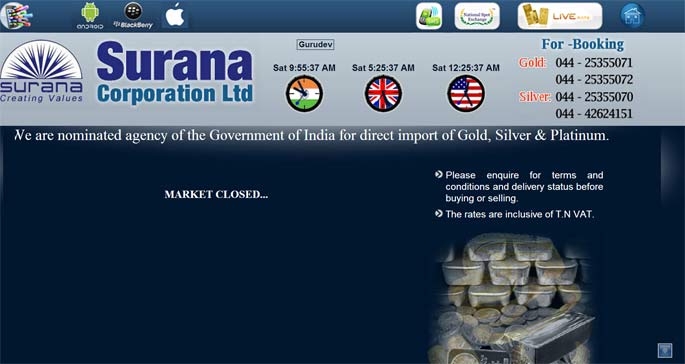 ANDROID
BlackBerry
National Spot
Exchange
LIVE
Gurudev
For -Booking
SURANA
Creating Values
Surana
Corporation Ltd
Sat 9:55:37 AM
Sat 5:25:37 AM
Sat 12:25:37 AM
Gold: 044 - 25355071
044 - 25355072
Silver: 044 - 25355070
044 - 42624151
We are nominated agency of the Government of India for direct import of Gold, Silver & Platinum.
MARKET CLOSED...
Please enquire for terms and
conditions and delivery status before
buying or selling.
The rates are inclusive of T.N VAT.